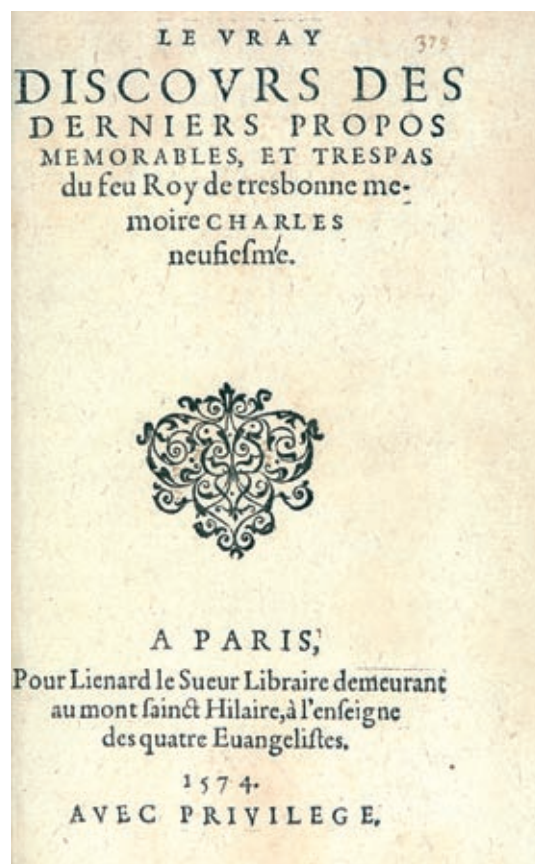 LE VRAY
379
DISCOVRS DES
DERNIERS PROPOS
MEMORABLES, ET TRESPAS
du feu Roy de tresbonne me-
moire CHARLES
neufiesme.
A PARIS,
Pour Lienard le Sueur Libraire demeurant
au mont sainct Hilaire, à l'enseigne
des quatre Euangelistes.
1574.
AVEC PRIVILEGE.